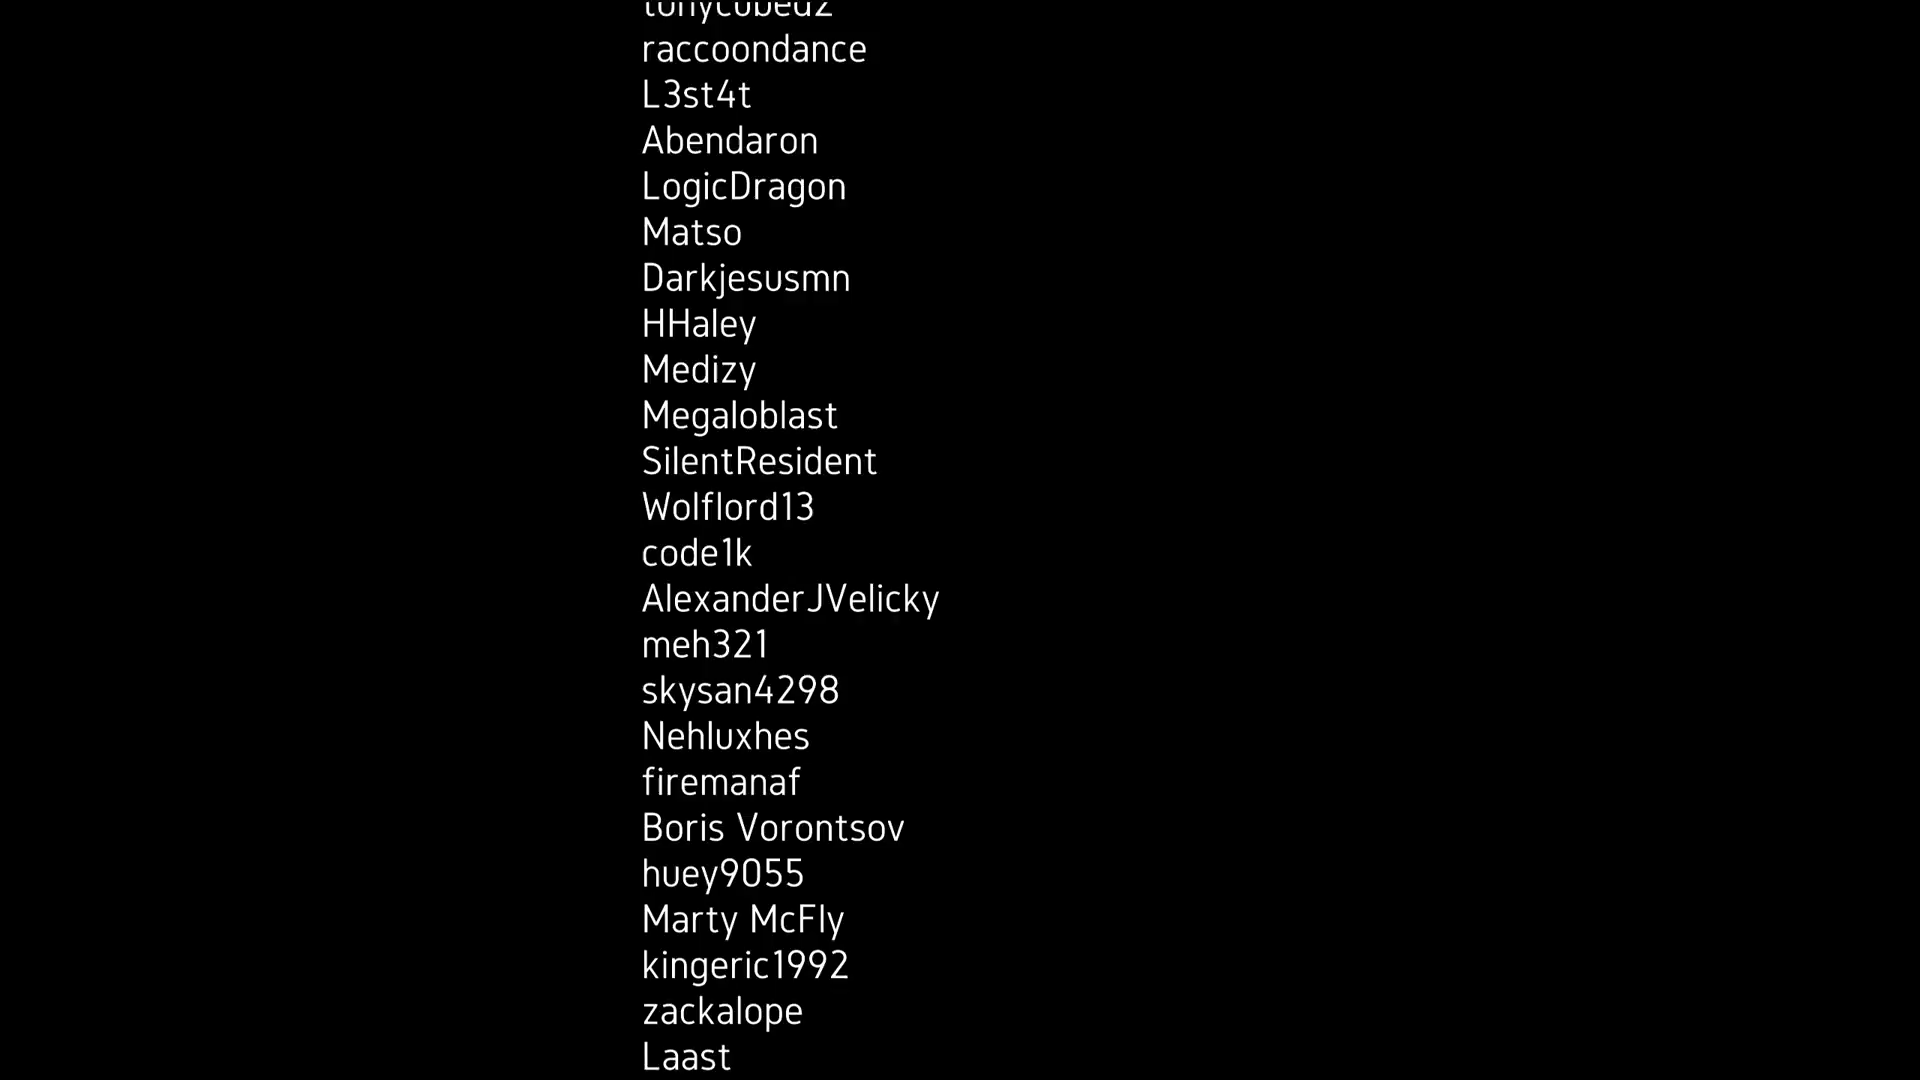 tonycubed2
raccoondance
L3st4t
Abendaron
LogicDragon
Matso
Darkjesusmn
HHaley
Medizy
Megaloblast
SilentResident
Wolflord13
code1k
AlexanderJVelicky
meh321
skysan4298
Nehluxhes
firemanaf
Boris Vorontsov
huey9055
Marty McFly
kingeric1992
zackalope
Laast